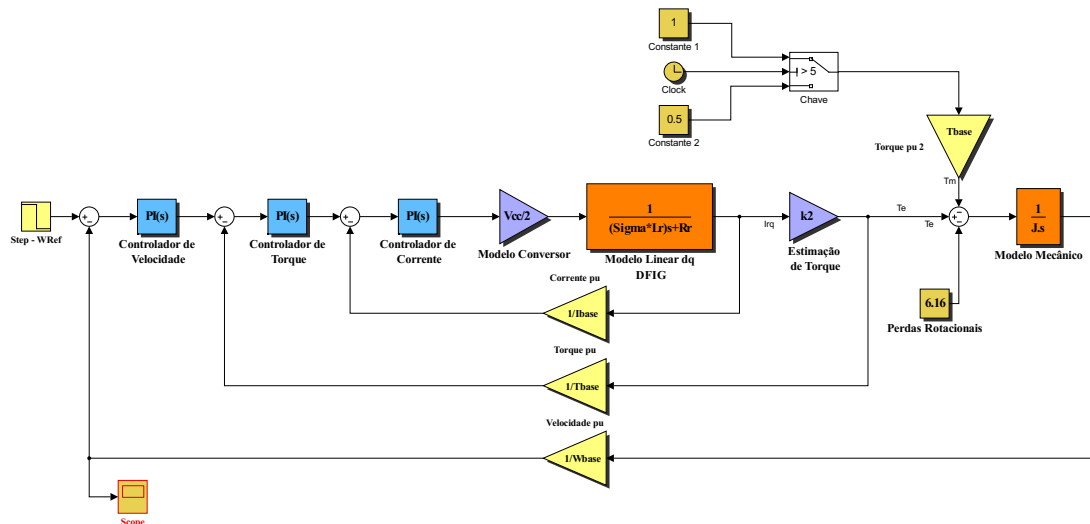 1
Constante 1
> 5
Clock
Chave
0.5
Constante 2
Tbase
Torque pu 2
Tm
Step - WRef
+
−
PI(s)
Controlador de
Velocidade
+
−
PI(s)
Controlador de
Torque
+
−
PI(s)
Controlador de
Corrente
Vcc/2
Modelo Conversor
1
(Sigma*Lr)s+Rr
Modelo Linear dq
DFIG
Irq
k2
Estimação
de Torque
Te
Te
+
−
−
1
J.s
Modelo Mecânico
6.16
Perdas Rotacionais
Corrente pu
1/Ibase
Torque pu
1/Tbase
Velocidade pu
1/Wbase
Scope